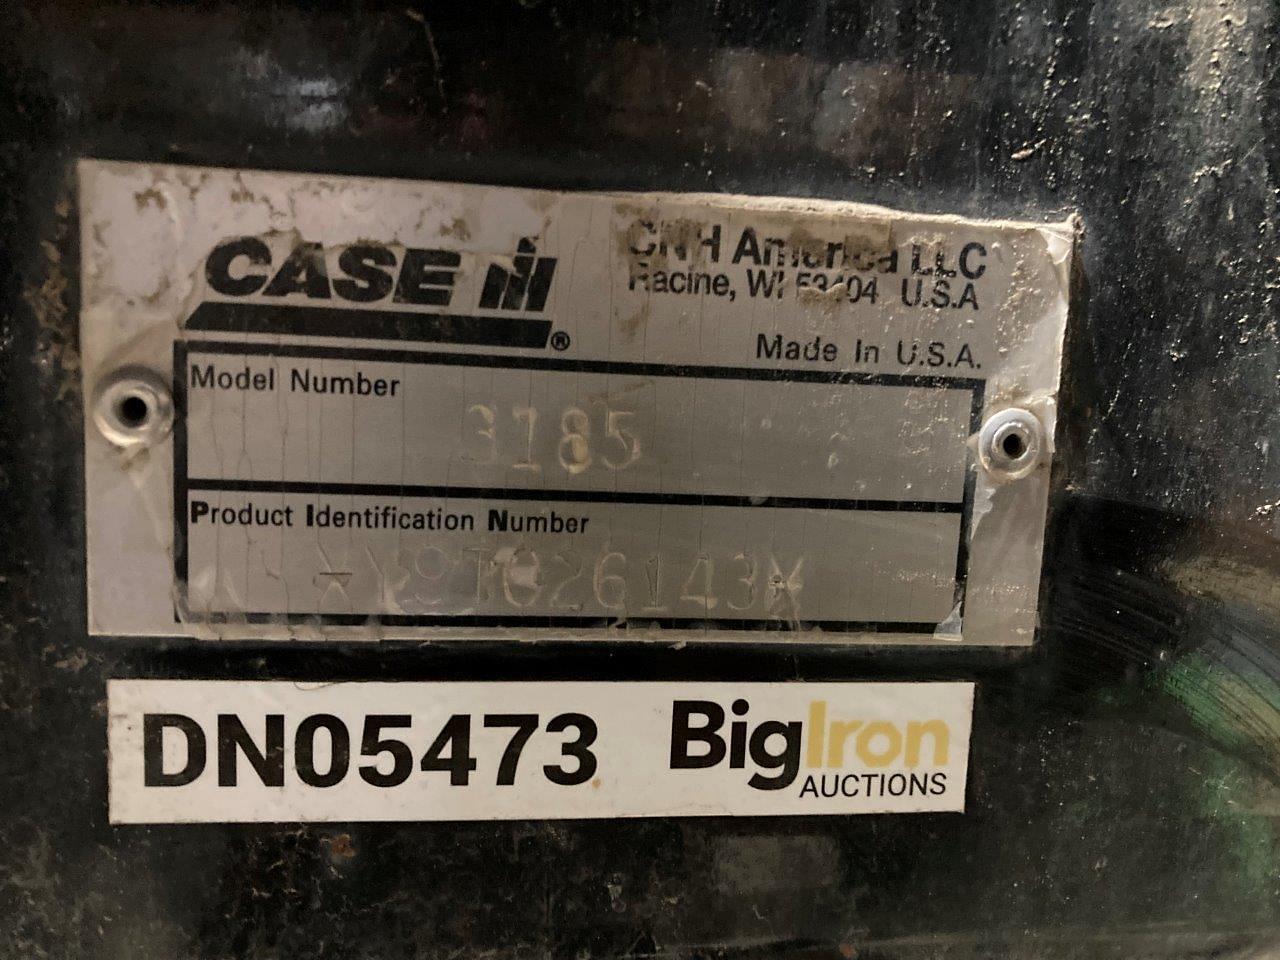 CASE IH ®
CNH America LLC
Racine, WI 53404 U.S.A
Made In U.S.A.
Model Number
3185
Product Identification Number
DN05473
BigIron
AUCTIONS